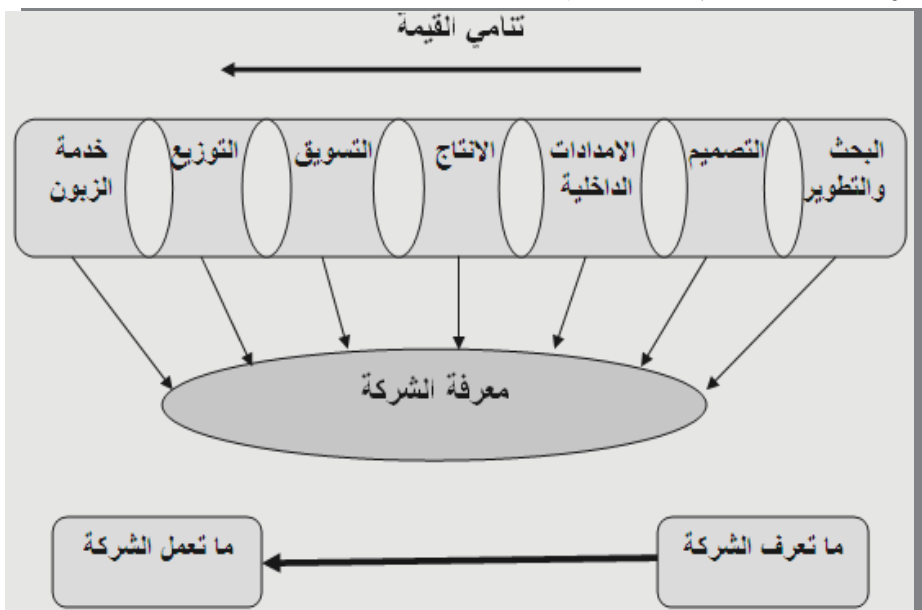 تنامي القيمة
البحث
والتطوير
التصميم
الامدادات
الداخلية
الانتاج
التسويق
التوزيع
خدمة
الزبون
معرفة الشركة
ما تعرف الشركة
ما تعمل الشركة